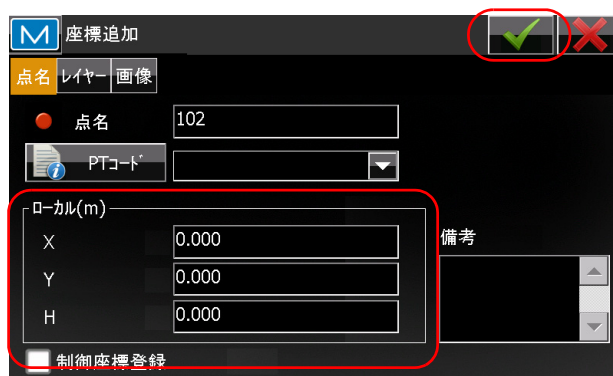 M 座標追加
点名 レイヤー 画像
点名 102
PTコード
ローカル(m)
X 0.000
備考
Y 0.000
H 0.000
制御座標登録